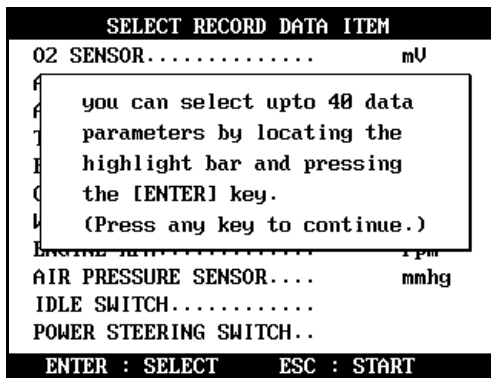 SELECT RECORD DATA ITEM
O2 SENSOR.............. mV
you can select upto 40 data
parameters by locating the
highlight bar and pressing
the [ENTER] key.
(Press any key to continue.)
AIR PRESSURE SENSOR.... mmhg
IDLE SWITCH............
POWER STEERING SWITCH..
ENTER : SELECT ESC : START